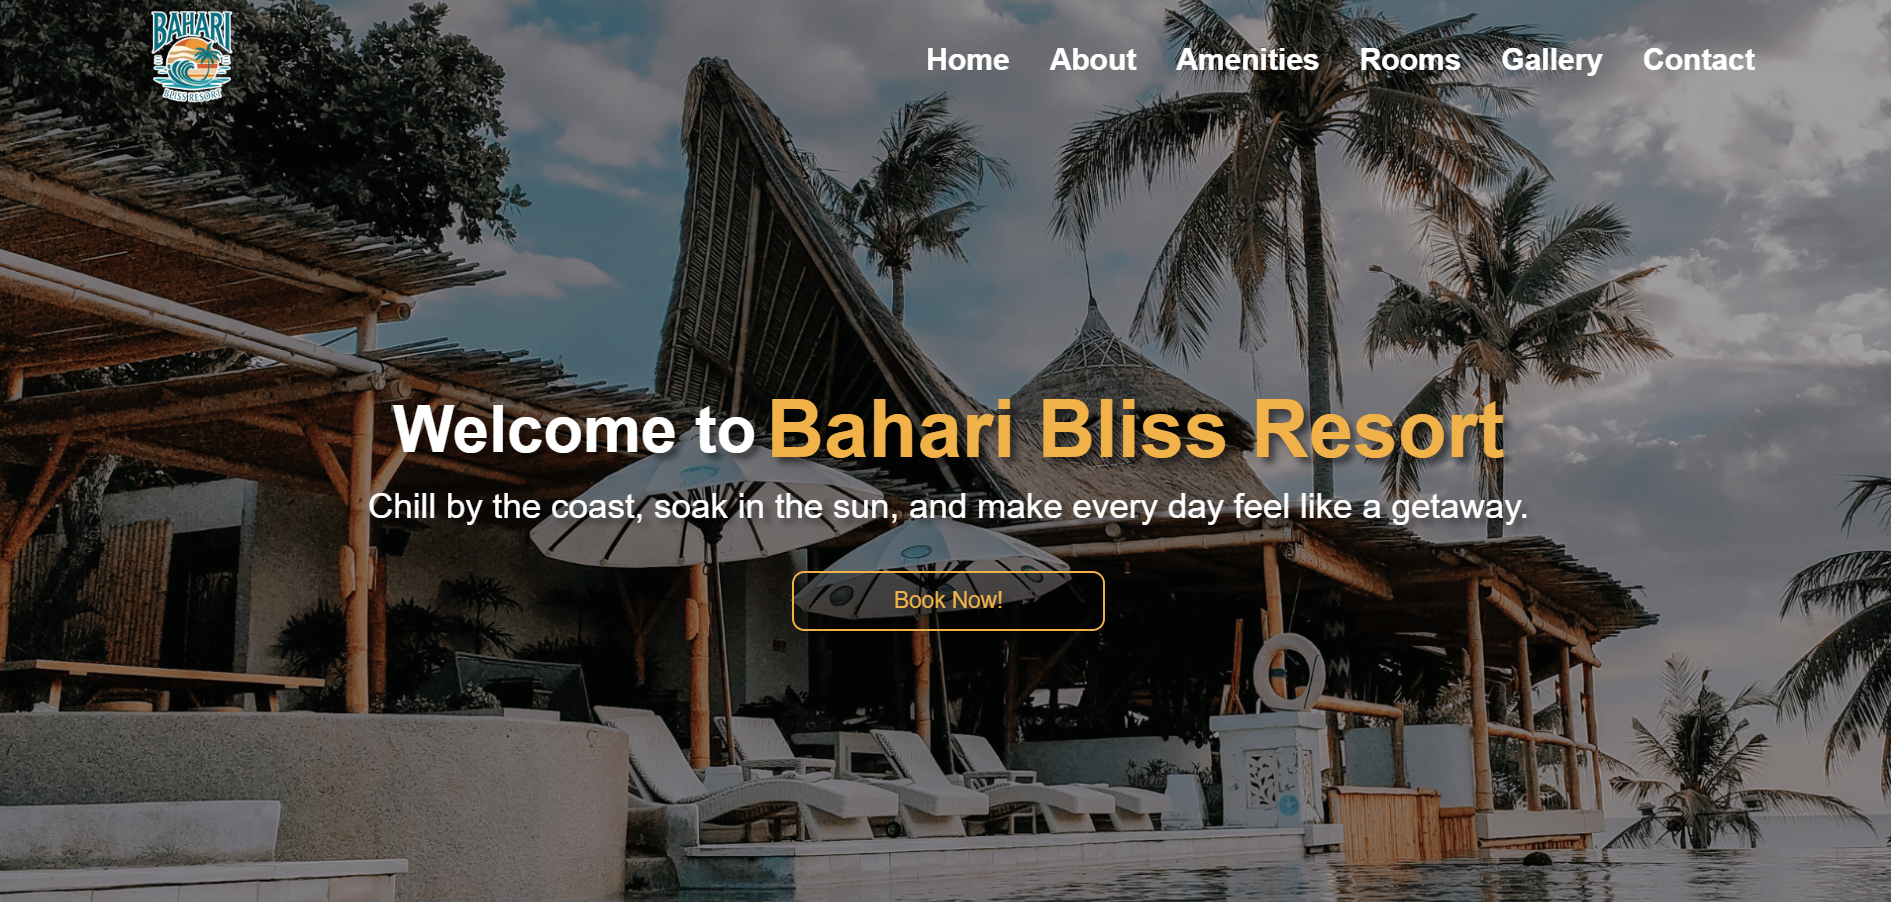 BAHARI
BLISS RESORT
Home About Amenities Rooms Gallery Contact
Welcome to Bahari Bliss Resort
Chill by the coast, soak in the sun, and make every day feel like a getaway.
Book Now!